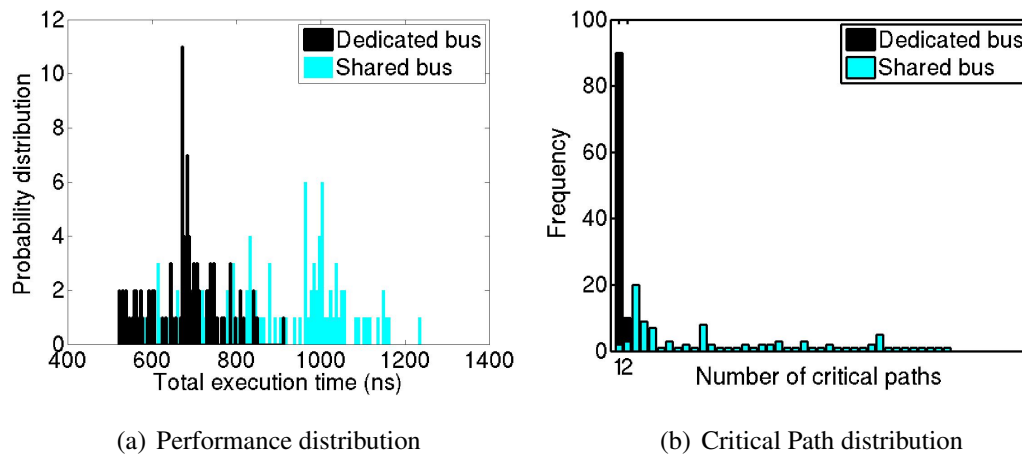 12
10
8
6
4
2
0
Probability distribution
Dedicated bus
Shared bus
400 600 800 1000 1200 1400
Total execution time (ns)
(a) Performance distribution
100
80
60
40
20
0
Frequency
Dedicated bus
Shared bus
12
Number of critical paths
(b) Critical Path distribution